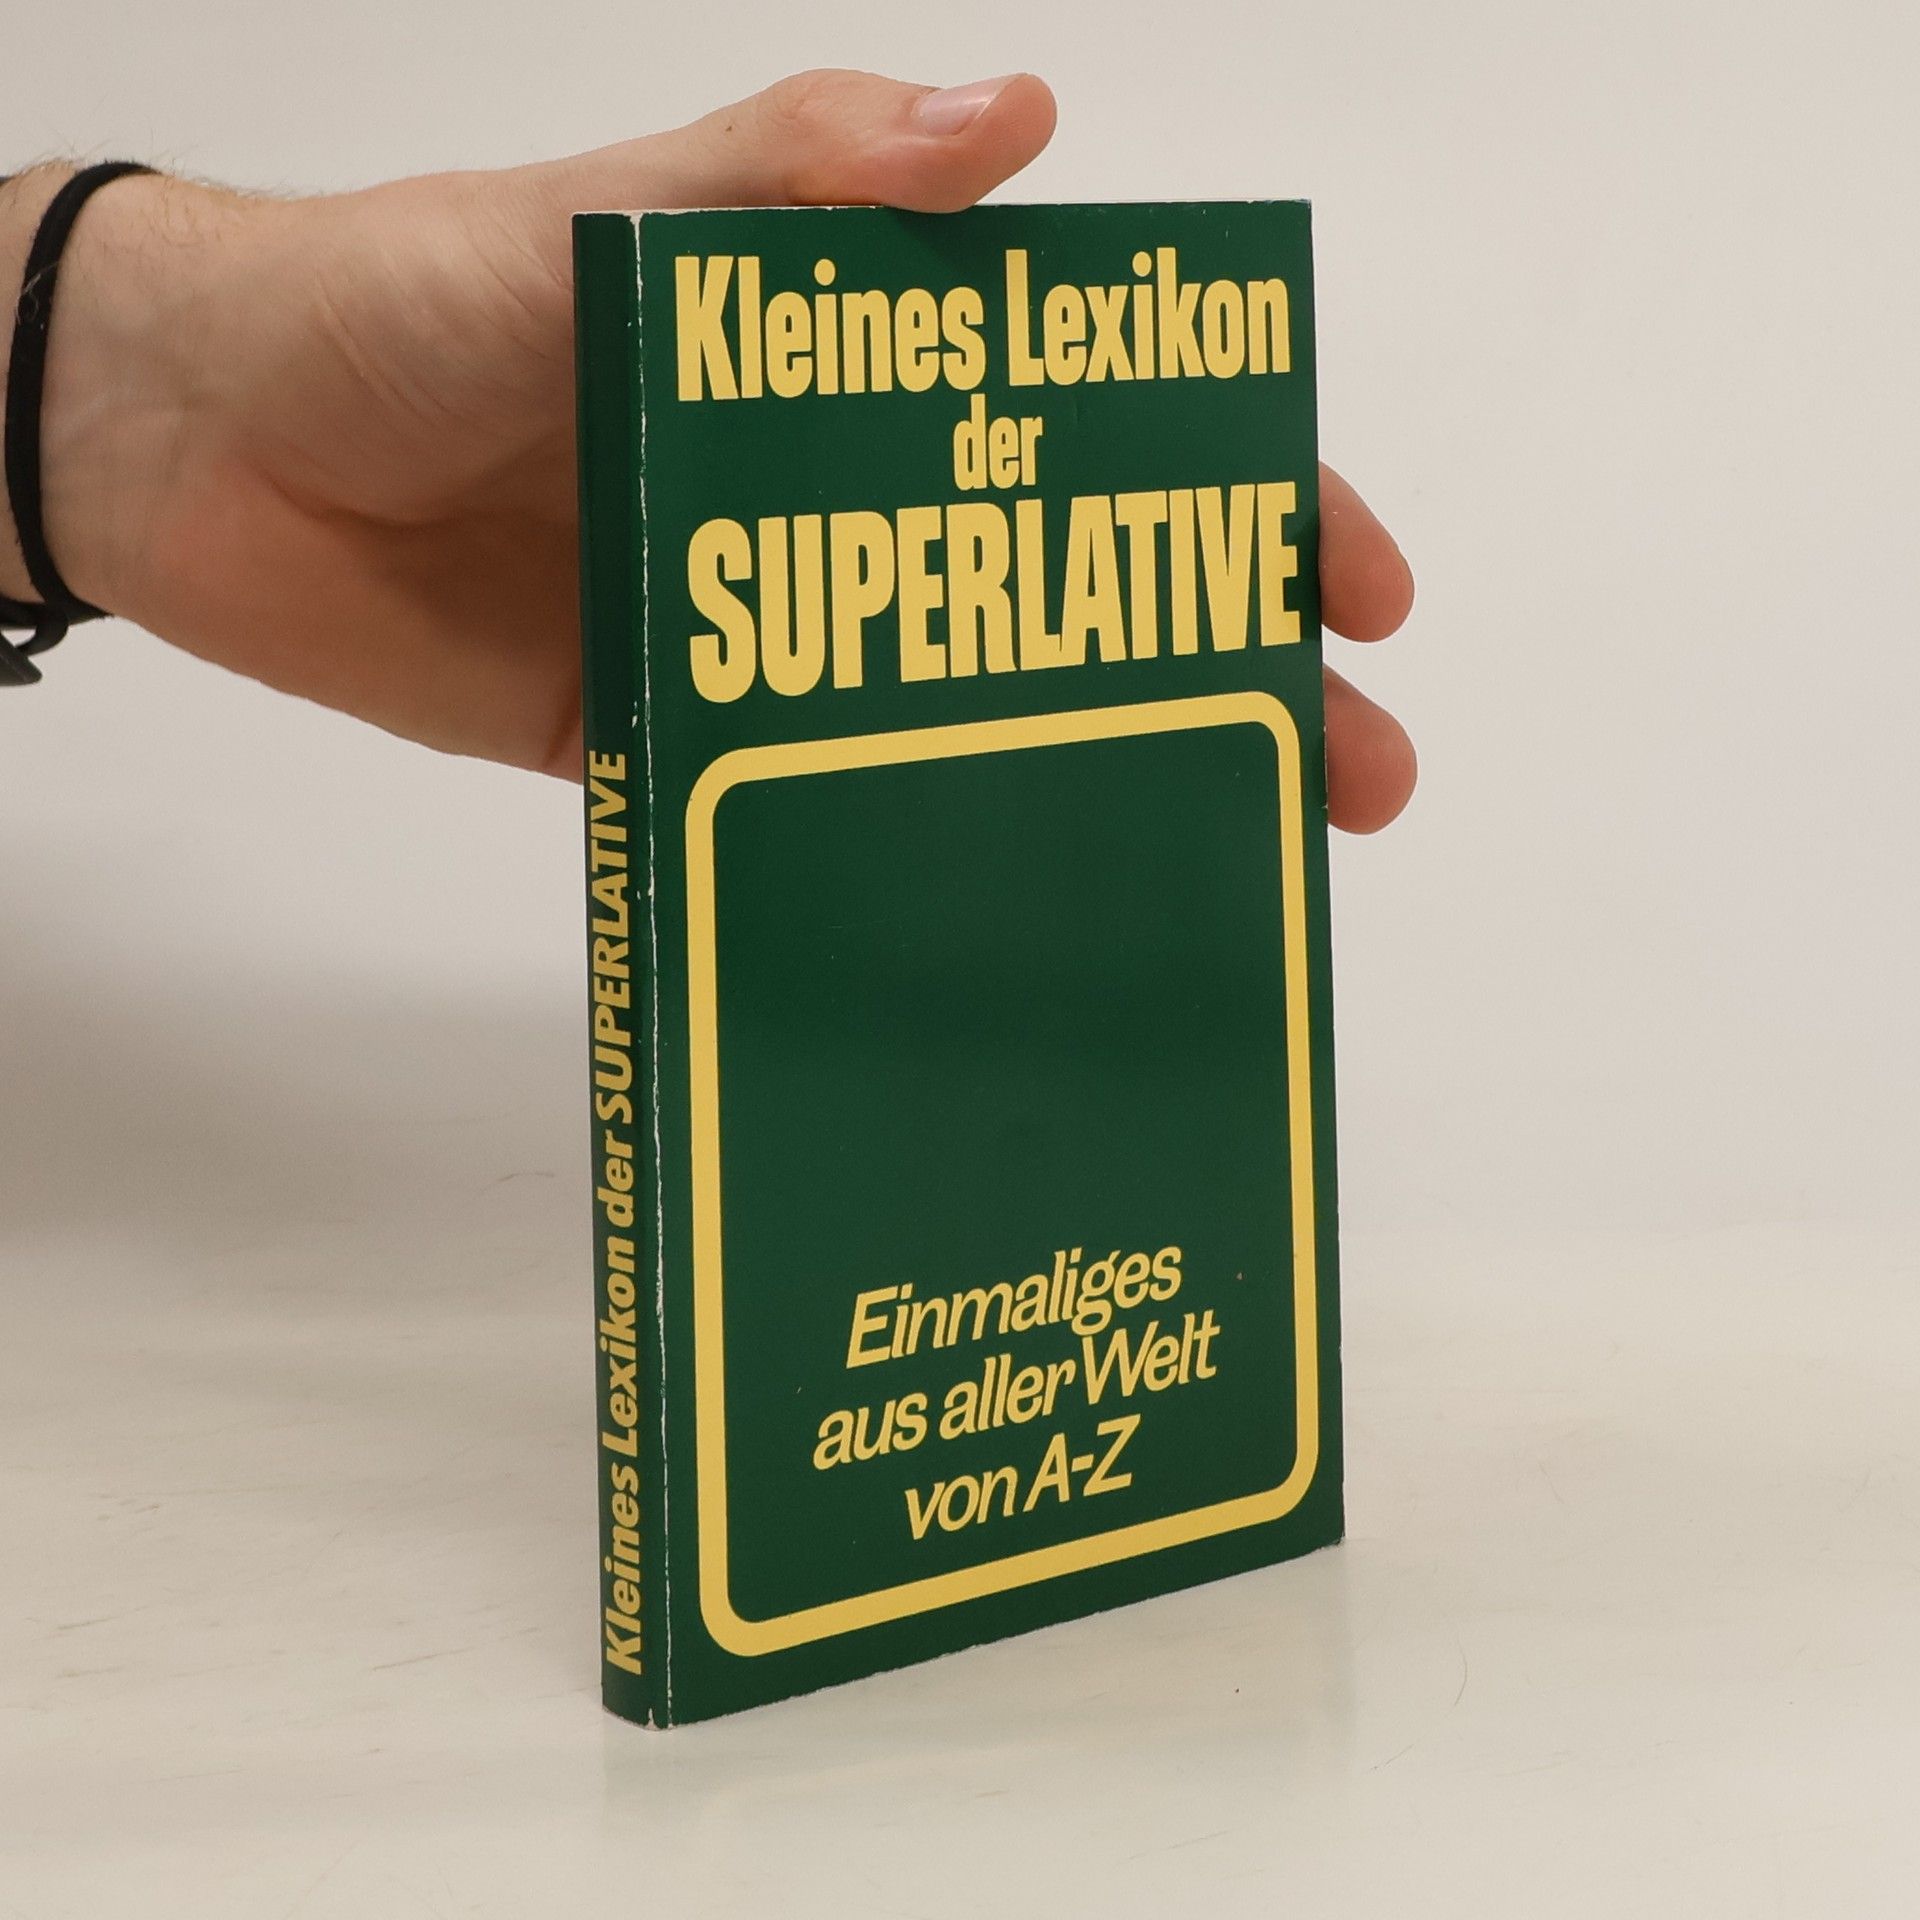 Kleines Lexikon
der
SUPERLATIVE
Einmaliges
aus aller Welt
von A-Z
Kleines Lexikon der SUPERLATIVE